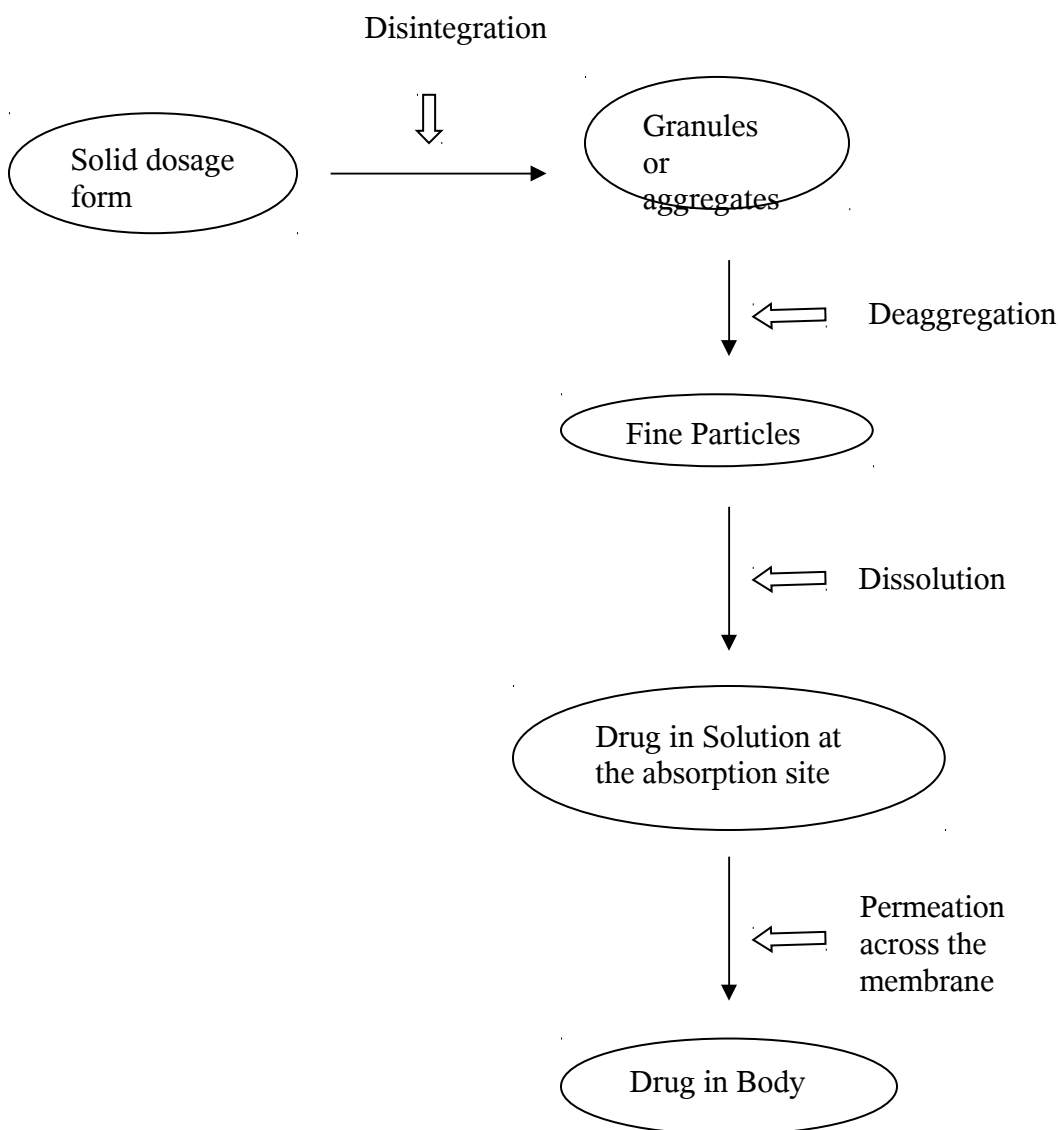 Disintegration
Solid dosage
form
Granules
or
aggregates
Deaggregation
Fine Particles
Dissolution
Drug in Solution at
the absorption site
Permeation
across the
membrane
Drug in Body